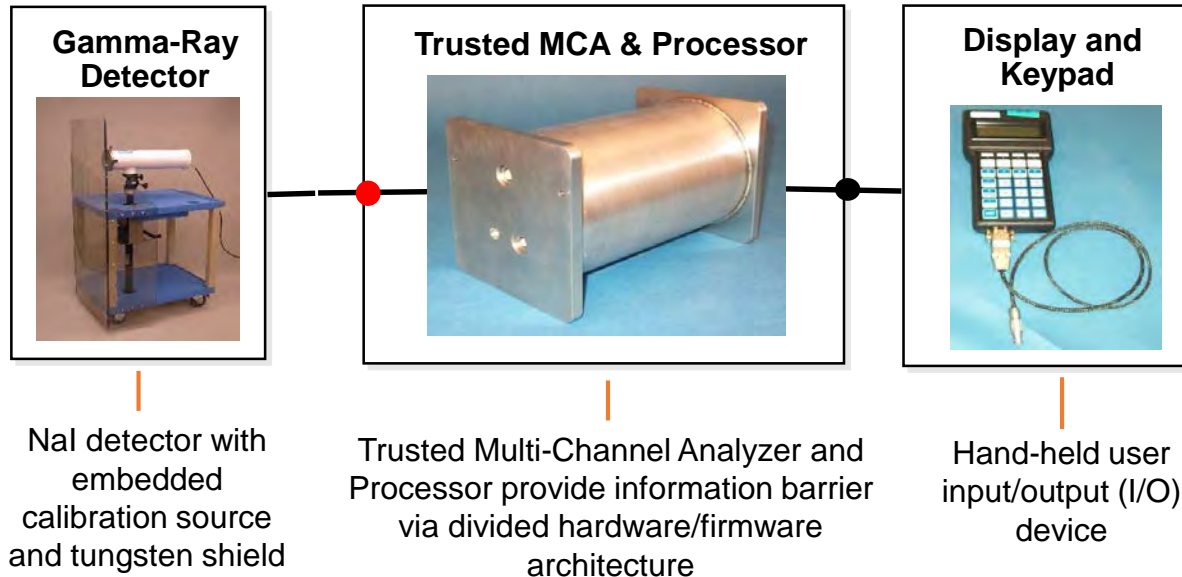 Gamma-Ray
Detector
Trusted MCA & Processor
Display and
Keypad
NaI detector with
embedded
calibration source
and tungsten shield
Trusted Multi-Channel Analyzer and
Processor provide information barrier
via divided hardware/firmware
architecture
Hand-held user
input/output (I/O)
device